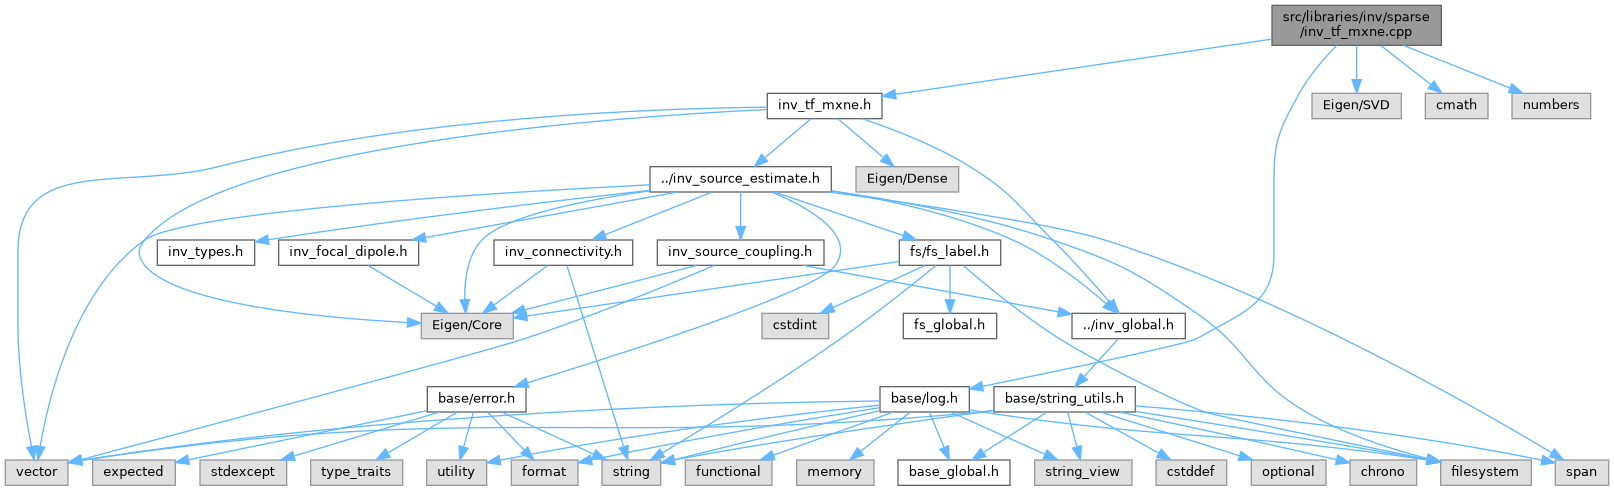 src/libraries/inv/sparse
/inv_tf_mxne.cpp
inv_tf_mxne.h
Eigen/SVD
cmath
numbers
../inv_source_estimate.h
Eigen/Dense
inv_types.h
inv_focal_dipole.h
inv_connectivity.h
inv_source_coupling.h
fs/fs_label.h
Eigen/Core
cstdint
fs_global.h
../inv_global.h
base/error.h
base/log.h
base/string_utils.h
vector
expected
stdexcept
type_traits
utility
format
string
functional
memory
base_global.h
string_view
cstddef
optional
chrono
filesystem
span